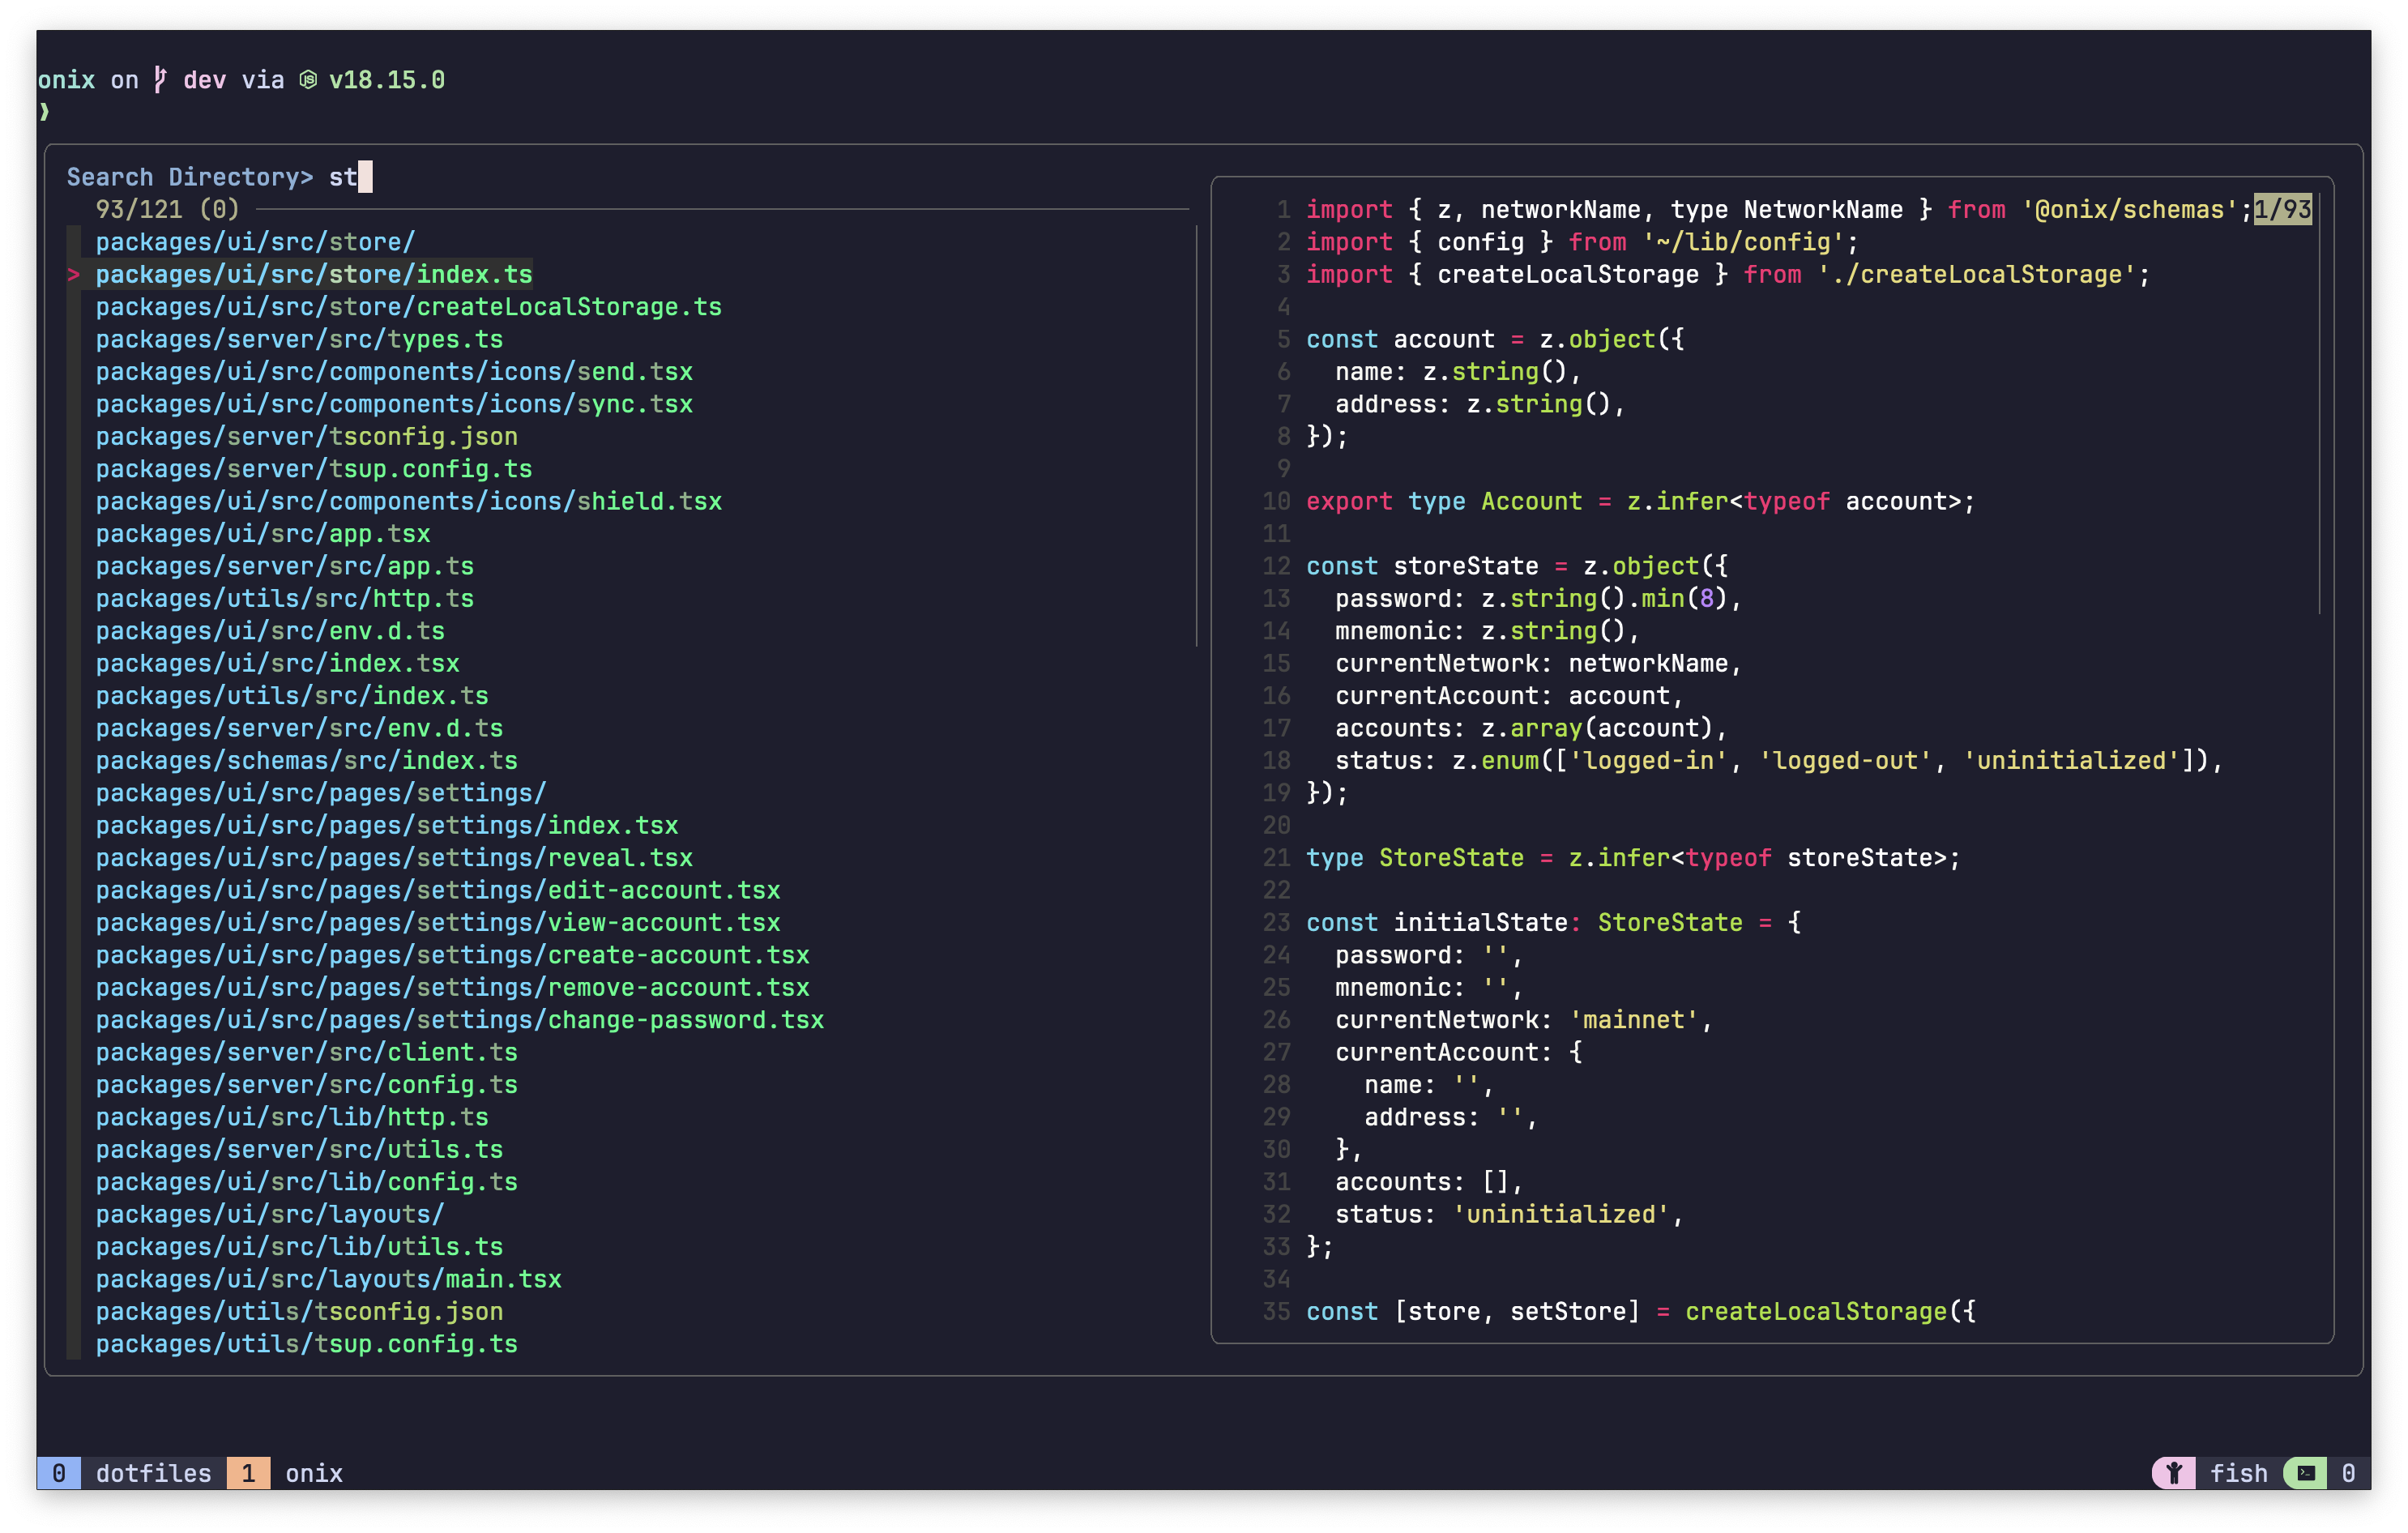 onix on dev via v18.15.0
❱
Search Directory> st
93/121 (0)
packages/ui/src/store/
> packages/ui/src/store/index.ts
packages/ui/src/store/createLocalStorage.ts
packages/server/src/types.ts
packages/ui/src/components/icons/send.tsx
packages/ui/src/components/icons/sync.tsx
packages/server/tsconfig.json
packages/server/tsup.config.ts
packages/ui/src/components/icons/shield.tsx
packages/ui/src/app.tsx
packages/server/src/app.ts
packages/utils/src/http.ts
packages/ui/src/env.d.ts
packages/ui/src/index.tsx
packages/utils/src/index.ts
packages/server/src/env.d.ts
packages/schemas/src/index.ts
packages/ui/src/pages/settings/
packages/ui/src/pages/settings/index.tsx
packages/ui/src/pages/settings/reveal.tsx
packages/ui/src/pages/settings/edit-account.tsx
packages/ui/src/pages/settings/view-account.tsx
packages/ui/src/pages/settings/create-account.tsx
packages/ui/src/pages/settings/remove-account.tsx
packages/ui/src/pages/settings/change-password.tsx
packages/server/src/client.ts
packages/server/src/config.ts
packages/ui/src/lib/http.ts
packages/server/src/utils.ts
packages/ui/src/lib/config.ts
packages/ui/src/layouts/
packages/ui/src/lib/utils.ts
packages/ui/src/layouts/main.tsx
packages/utils/tsconfig.json
packages/utils/tsup.config.ts
1 import { z, networkName, type NetworkName } from '@onix/schemas';1/93
2 import { config } from '~/lib/config';
3 import { createLocalStorage } from './createLocalStorage';
4
5 const account = z.object({
6   name: z.string(),
7   address: z.string(),
8 });
9
10 export type Account = z.infer<typeof account>;
11
12 const storeState = z.object({
13   password: z.string().min(8),
14   mnemonic: z.string(),
15   currentNetwork: networkName,
16   currentAccount: account,
17   accounts: z.array(account),
18   status: z.enum(['logged-in', 'logged-out', 'uninitialized']),
19 });
20
21 type StoreState = z.infer<typeof storeState>;
22
23 const initialState: StoreState = {
24   password: '',
25   mnemonic: '',
26   currentNetwork: 'mainnet',
27   currentAccount: {
28     name: '',
29     address: '',
30   },
31   accounts: [],
32   status: 'uninitialized',
33 };
34
35 const [store, setStore] = createLocalStorage({
0 dotfiles 1 onix fish 0